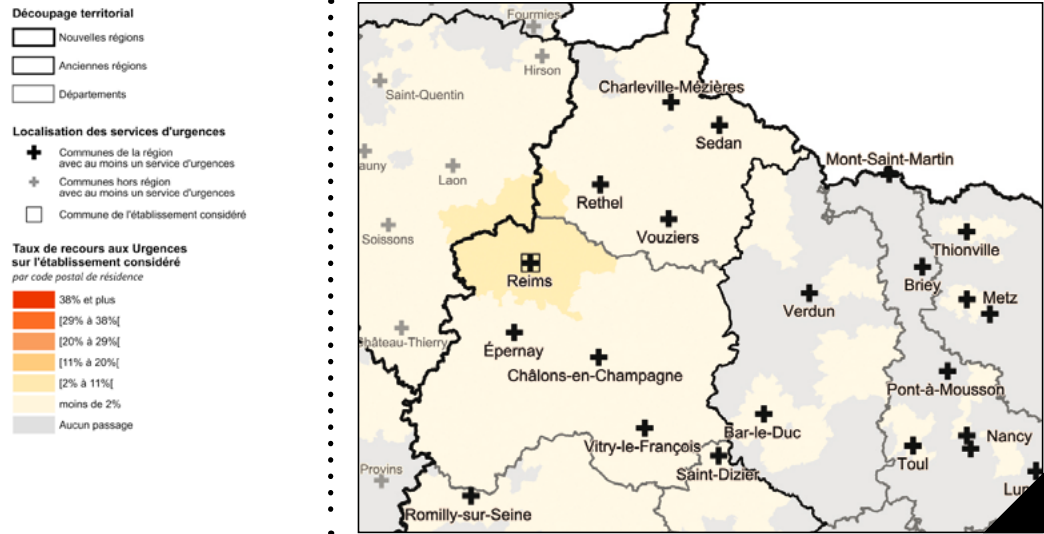 Découpage territorial
Nouvelles régions
Anciennes régions
Départements
Localisation des services d'urgences
Communes de la région
avec au moins un service d'urgences
Communes hors région
avec au moins un service d'urgences
Commune de l'établissement considéré
Taux de recours aux Urgences
sur l'établissement considéré
par code postal de résidence
38% et plus
[29% à 38%[
[20% à 29%[
[11% à 20%[
[2% à 11%[
moins de 2%
Aucun passage
Fournies
Hirson
Saint-Quentin
Charleville-Mézières
Sedan
Mont-Saint-Martin
auny
Laon
Rethel
Soissons
Vouziers
Thionville
Reims
Briey
Metz
Verdun
hâteau-Thierry
Épernay
Châlons-en-Champagne
Pont-à-Mousson
Vitry-le-François
Bar-le-Duc
Nancy
Toul
Saint-Dizier
Provins
Lun
Romilly-sur-Seine